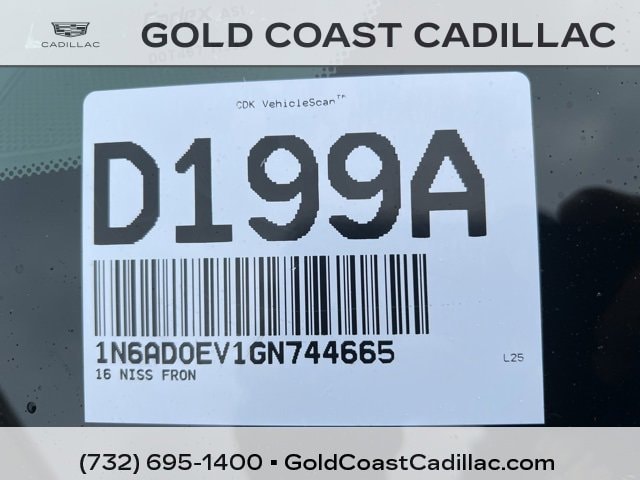 CADILLAC
GOLD COAST CADILLAC
CDK VehicleScan™
D199A
1N6AD0EV1GN744665
16 NISS FRON
L25
(732) 695-1400 ▪ GoldCoastCadillac.com